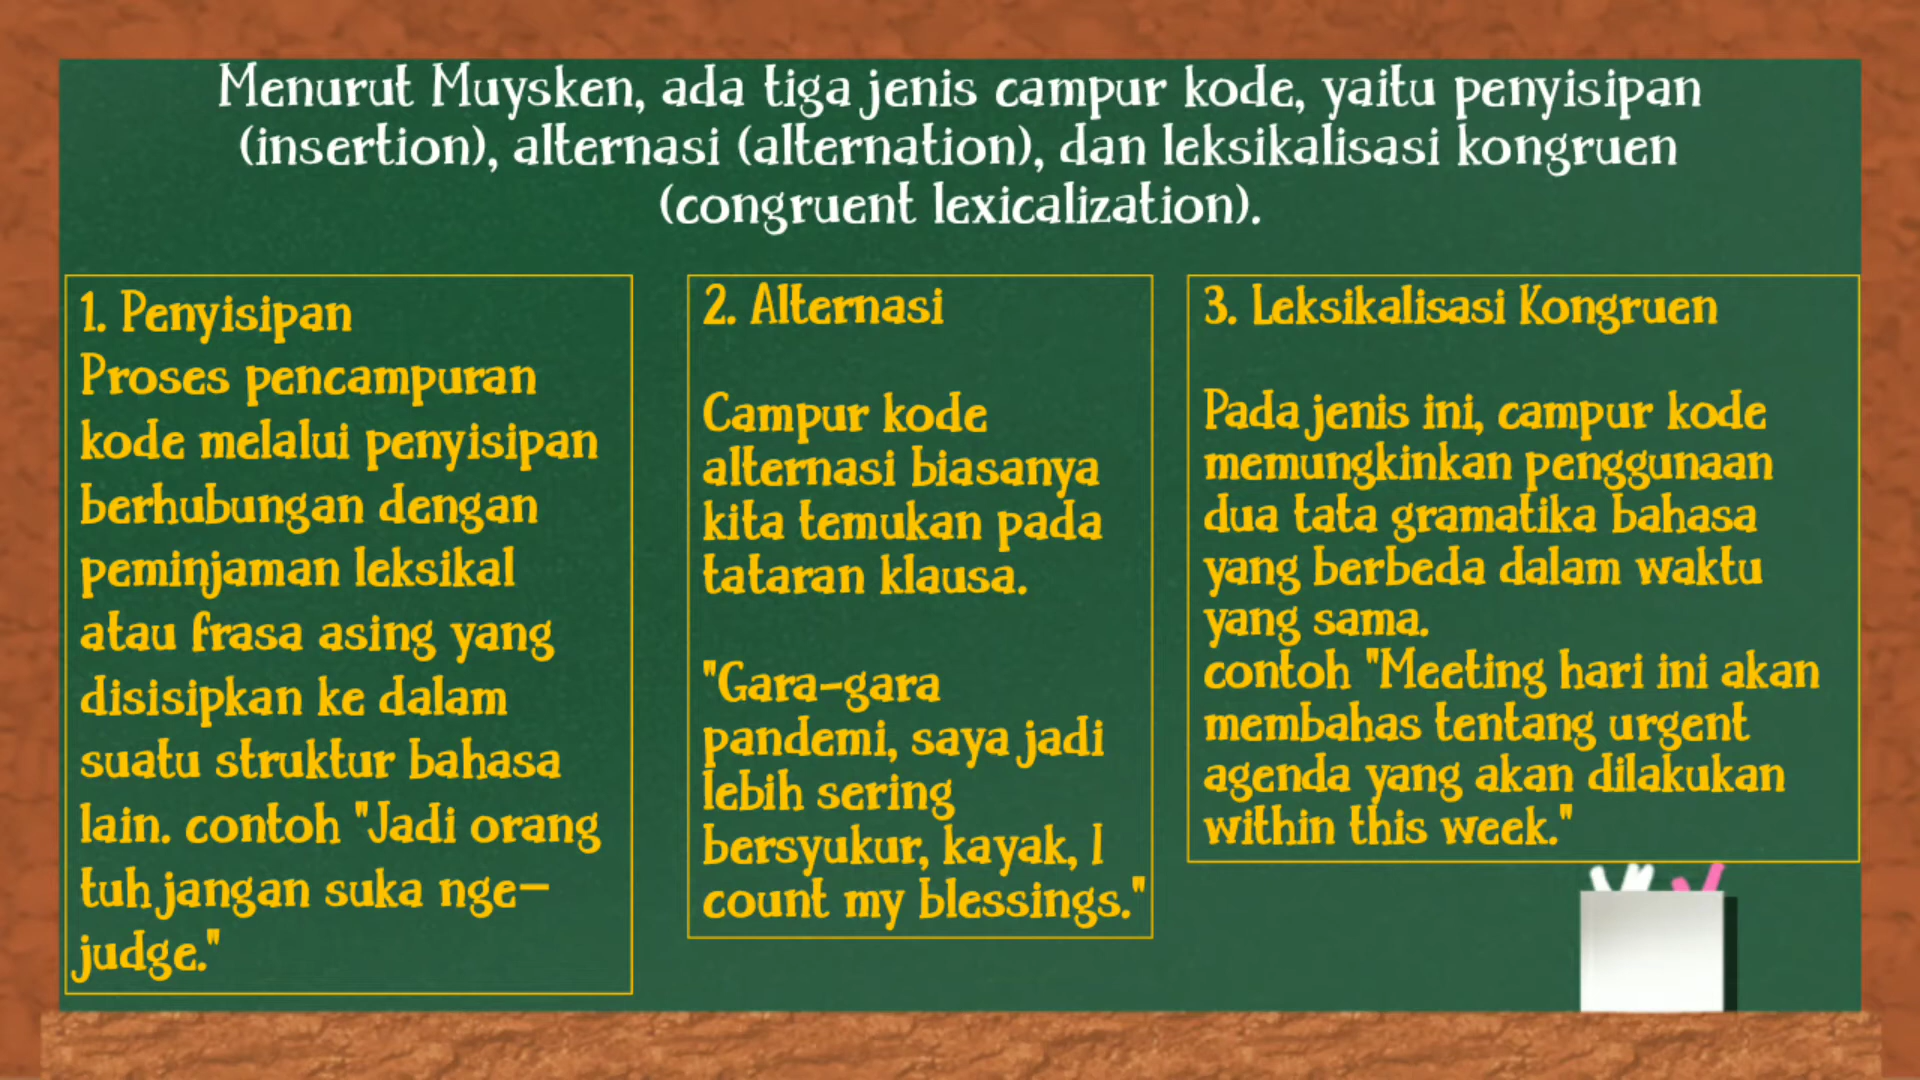 Menurut Muysken, ada tiga jenis campur kode, yaitu penyisipan
(insertion), alternasi (alternation), dan leksikalisasi kongruen
(congruent lexicalization).
1. Penyisipan
Proses pencampuran
kode melalui penyisipan
berhubungan dengan
peminjaman leksikal
atau frasa asing yang
disisipkan ke dalam
suatu struktur bahasa
lain. contoh "Jadi orang
tuh jangan suka nge-
judge."
2. Alternasi
Campur kode
alternasi biasanya
kita temukan pada
tataran klausa.
"Gara-gara
pandemi, saya jadi
lebih sering
bersyukur, kayak, I
count my blessings."
3. Leksikalisasi Kongruen
Pada jenis ini, campur kode
memungkinkan penggunaan
dua tata gramatika bahasa
yang berbeda dalam waktu
yang sama.
contoh "Meeting hari ini akan
membahas tentang urgent
agenda yang akan dilakukan
within this week."